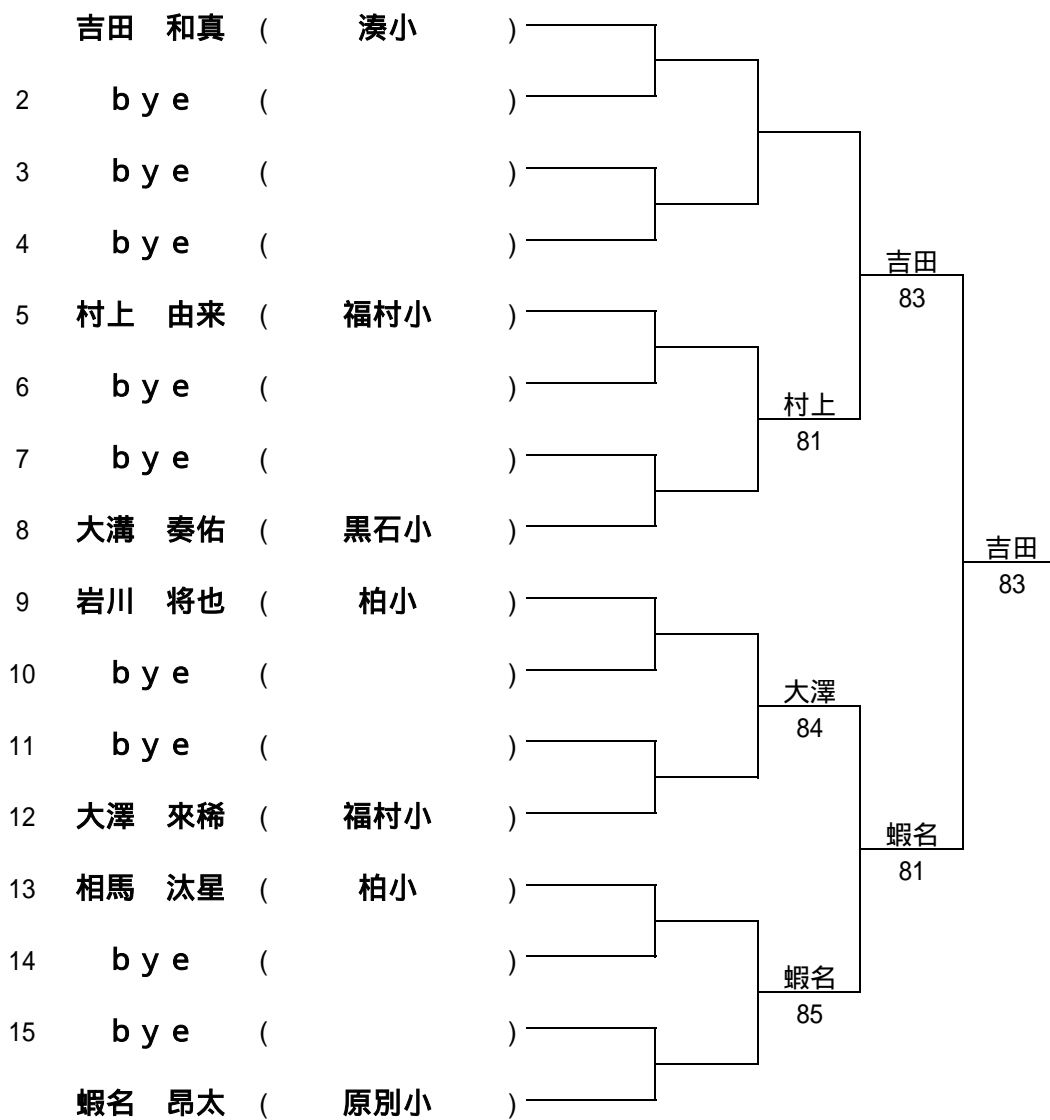 吉田 和真 ( 湊小 )
2 bye ( )
3 bye ( )
4 bye ( )
吉田
83
5 村上 由来 ( 福村小 )
6 bye ( )
村上
81
7 bye ( )
8 大溝 奏佑 ( 黒石小 )
吉田
83
9 岩川 将也 ( 柏小 )
10 bye ( )
大澤
84
11 bye ( )
12 大澤 來稀 ( 福村小 )
蝦名
81
13 相馬 汰星 ( 柏小 )
14 bye ( )
蝦名
85
15 bye ( )
蝦名 昂太 ( 原別小 )